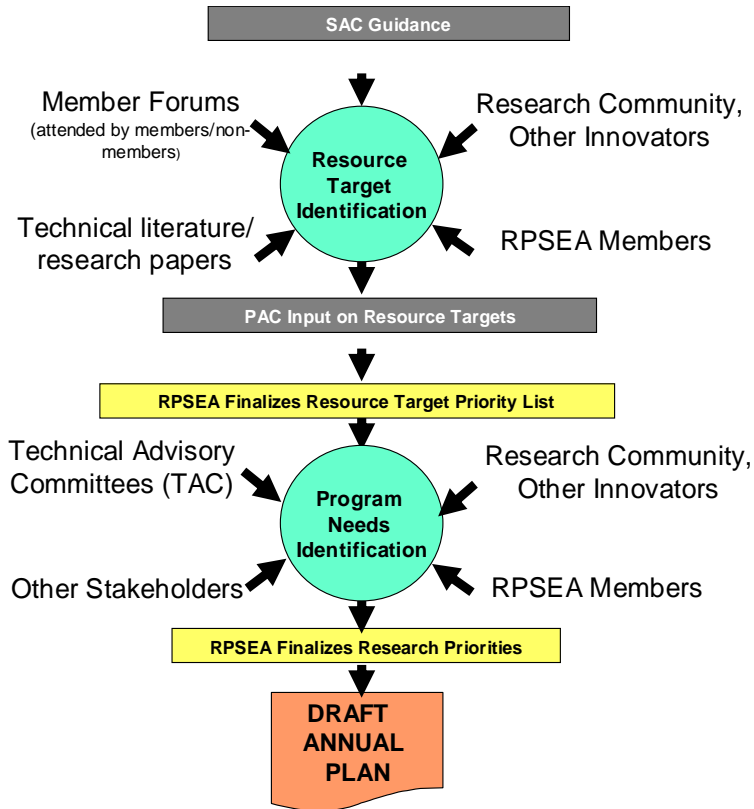 SAC Guidance
Member Forums
(attended by members/non-
members)
Research Community,
Other Innovators
Resource
Target
Identification
Technical literature/
research papers
RPSEA Members
PAC Input on Resource Targets
RPSEA Finalizes Resource Target Priority List
Technical Advisory
Committees (TAC)
Research Community,
Other Innovators
Program
Needs
Identification
Other Stakeholders
RPSEA Members
RPSEA Finalizes Research Priorities
DRAFT
ANNUAL
PLAN